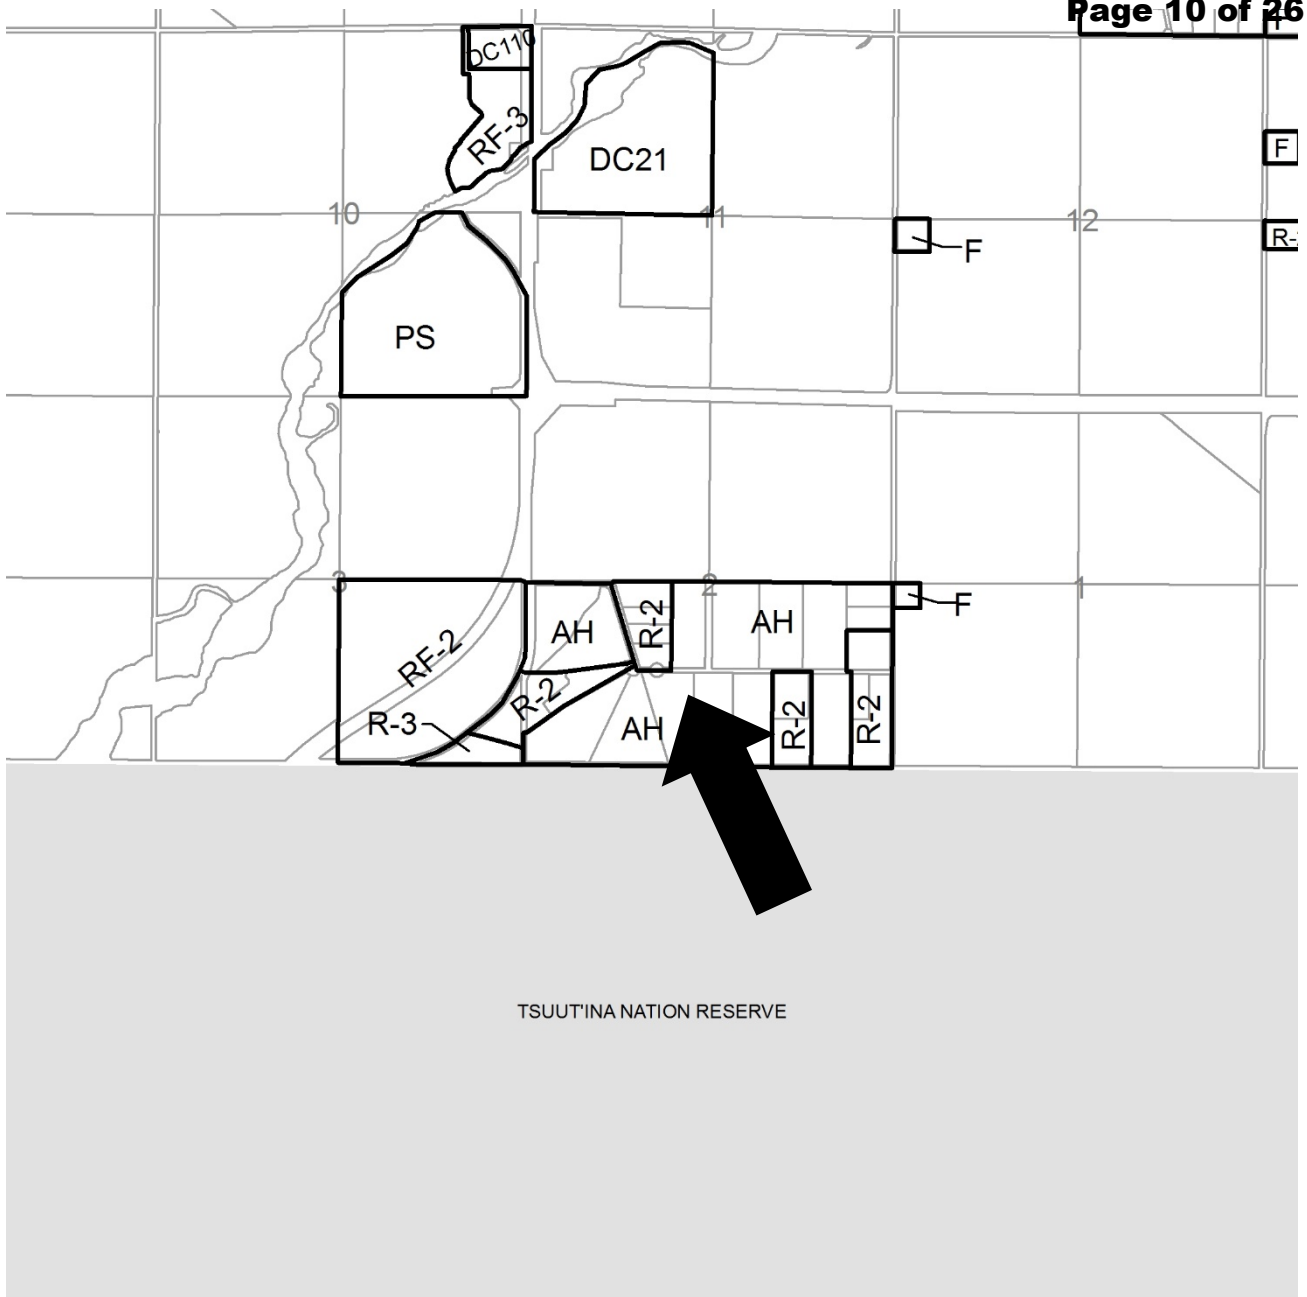 Page 10 of 26
F
DC110
RF-3
DC21
F
10
11
12
F
R-
PS
3
2
1
AH
R-2
AH
F
RF-2
R-2
R-3
AH
R-2
R-2
TSUUT'INA NATION RESERVE